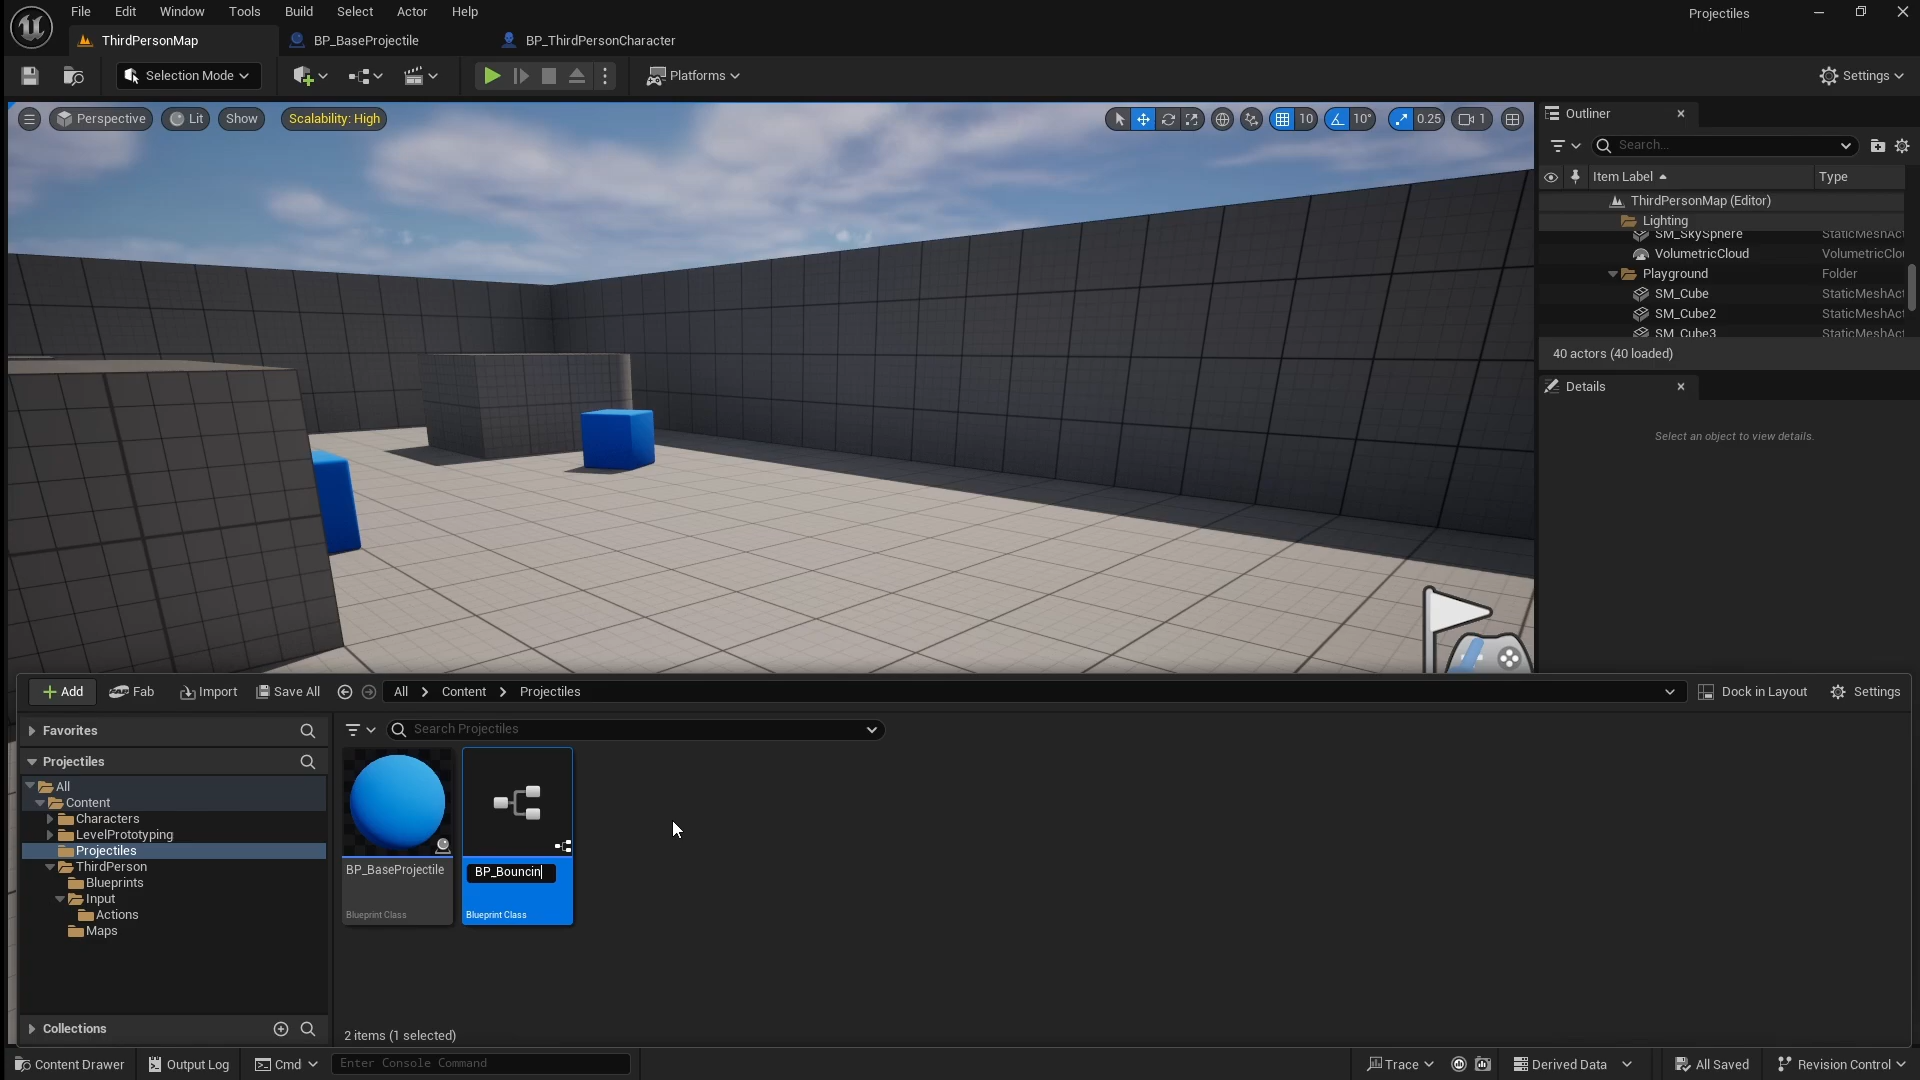 File Edit Window Tools Build Select Actor Help
Projectiles
ThirdPersonMap BP_BaseProjectile BP_ThirdPersonCharacter
Selection Mode Platforms Settings
Perspective Lit Show Scalability: High 10 10° 0.25 1
Outliner
Search...
Item Label Type
ThirdPersonMap (Editor)
Lighting
SM_SkySphere StaticMeshAct
VolumetricCloud VolumetricClou
Playground Folder
SM_Cube StaticMeshAct
SM_Cube2 StaticMeshAct
SM_Cube3 StaticMeshAct
40 actors (40 loaded)
Details
Select an object to view details.
Add Fab Import Save All All Content Projectiles Dock in Layout Settings
Favorites
Search Projectiles
Projectiles
All
Content
Characters
LevelPrototyping
Projectiles
ThirdPerson
Blueprints
Input
Actions
Maps
BP_BaseProjectile
Blueprint Class
BP_Bouncin
Blueprint Class
Collections
2 items (1 selected)
Content Drawer Output Log Cmd Enter Console Command Trace Derived Data All Saved Revision Control